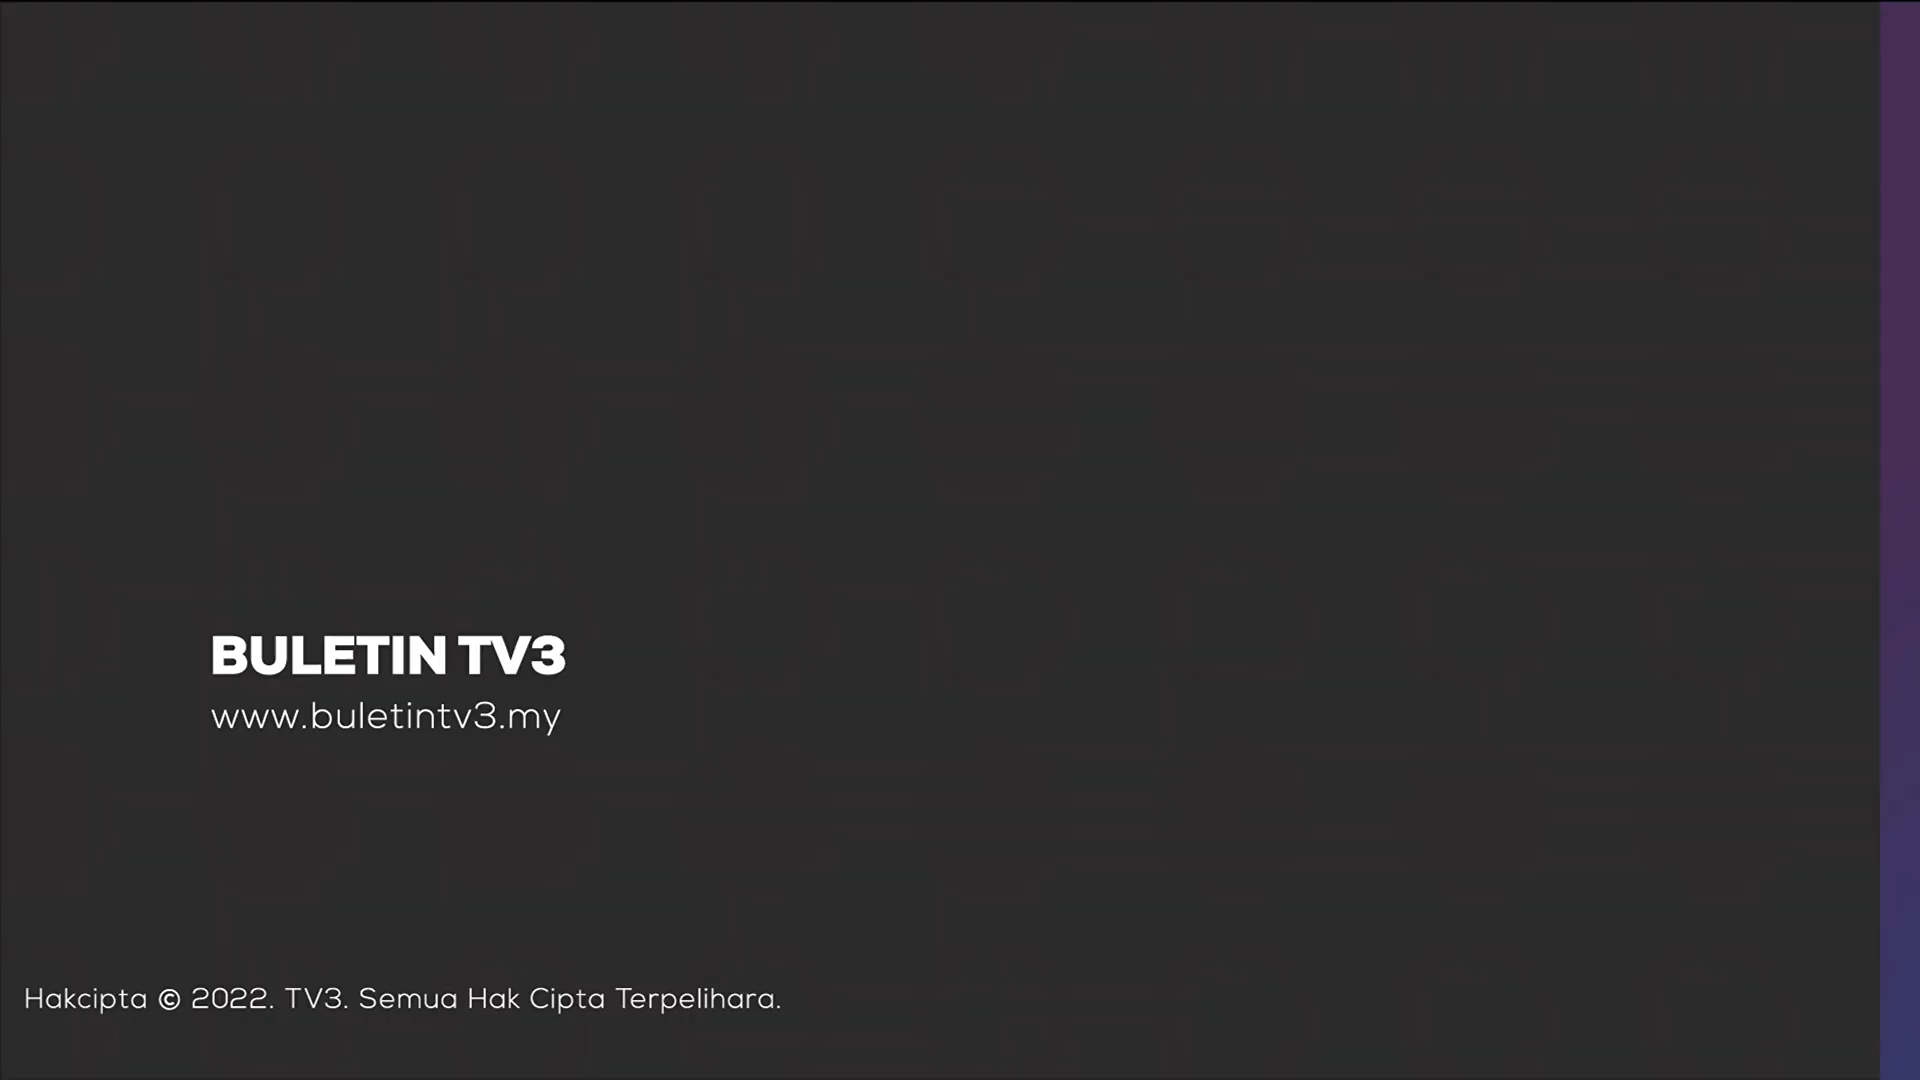 BULETIN TV3
www.buletintv3.my
Hakcipta © 2022. TV3. Semua Hak Cipta Terpelihara.